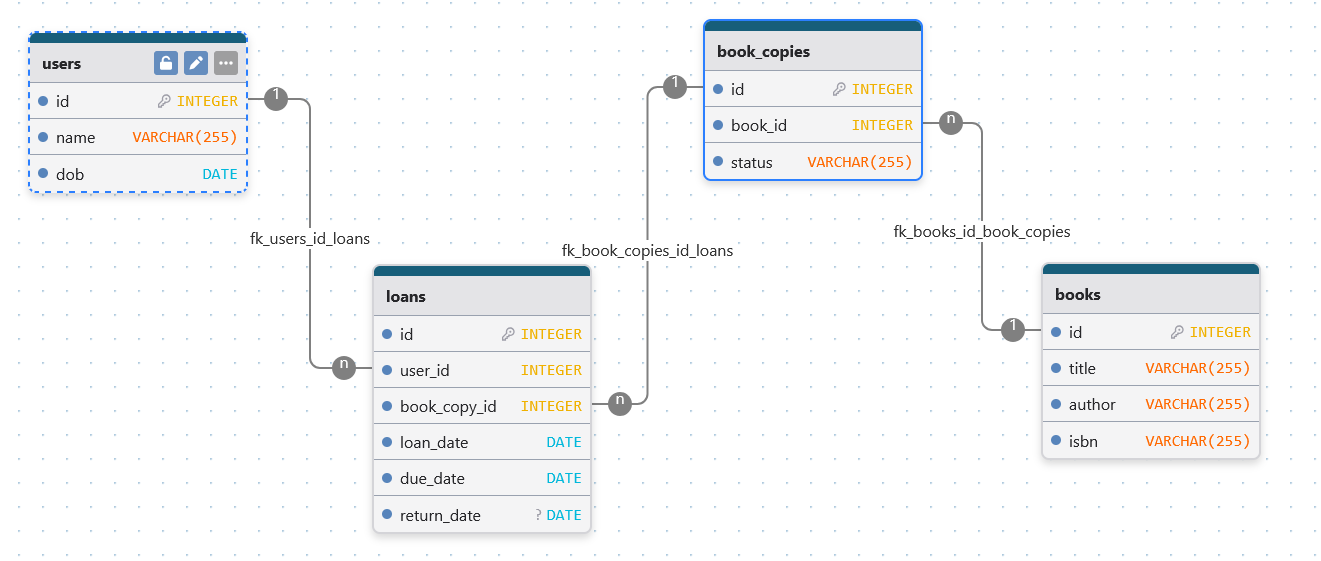 users
id INTEGER
name VARCHAR(255)
dob DATE
1
fk_users_id_loans
n
loans
id INTEGER
user_id INTEGER
book_copy_id INTEGER
loan_date DATE
due_date DATE
return_date ? DATE
n
fk_book_copies_id_loans
1
book_copies
id INTEGER
book_id INTEGER
status VARCHAR(255)
n
fk_books_id_book_copies
1
books
id INTEGER
title VARCHAR(255)
author VARCHAR(255)
isbn VARCHAR(255)